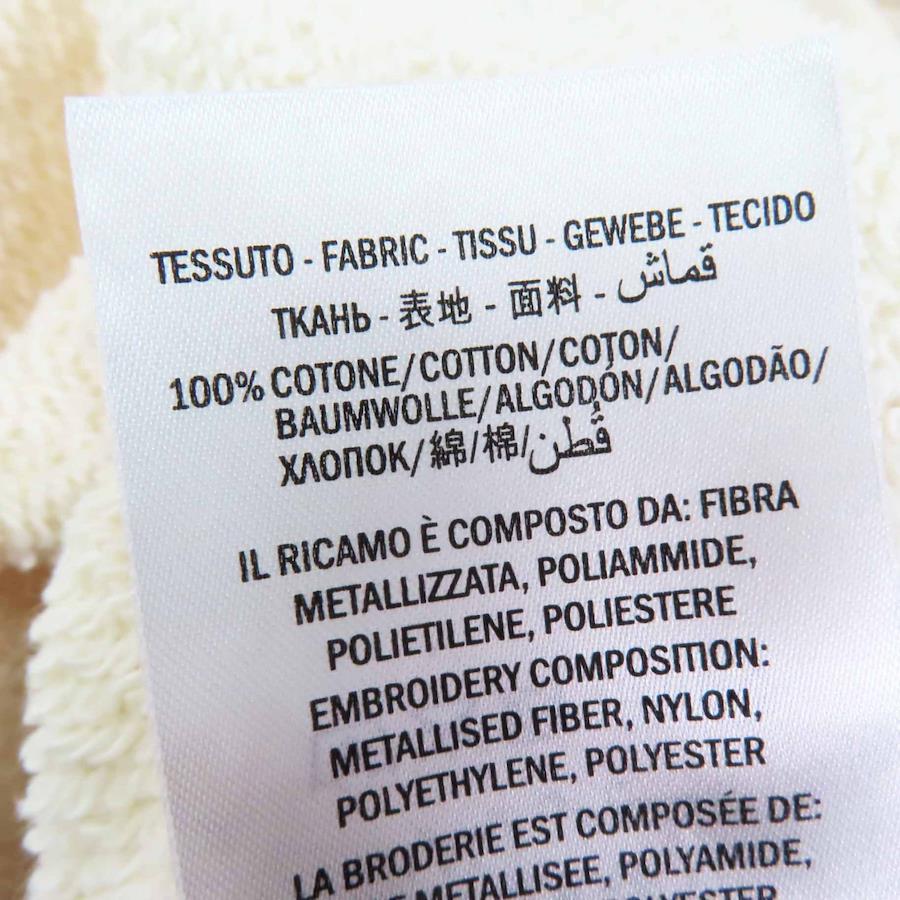 TESSUTO - FABRIC - TISSU - GEWEBE - TECIDO
ТКАНЬ - 表地 - 面料 - قماش
100% COTONE/COTTON/COTON/
BAUMWOLLE/ALGODÓN/ALGODÃO/
ХЛОПОК/綿/棉/قُطن
IL RICAMO È COMPOSTO DA: FIBRA
METALLIZZATA, POLIAMMIDE,
POLIETILENE, POLIESTERE
EMBROIDERY COMPOSITION:
METALLISED FIBER, NYLON,
POLYETHYLENE, POLYESTER
LA BRODERIE EST COMPOSÉE DE:
METALLISEE, POLYAMIDE,